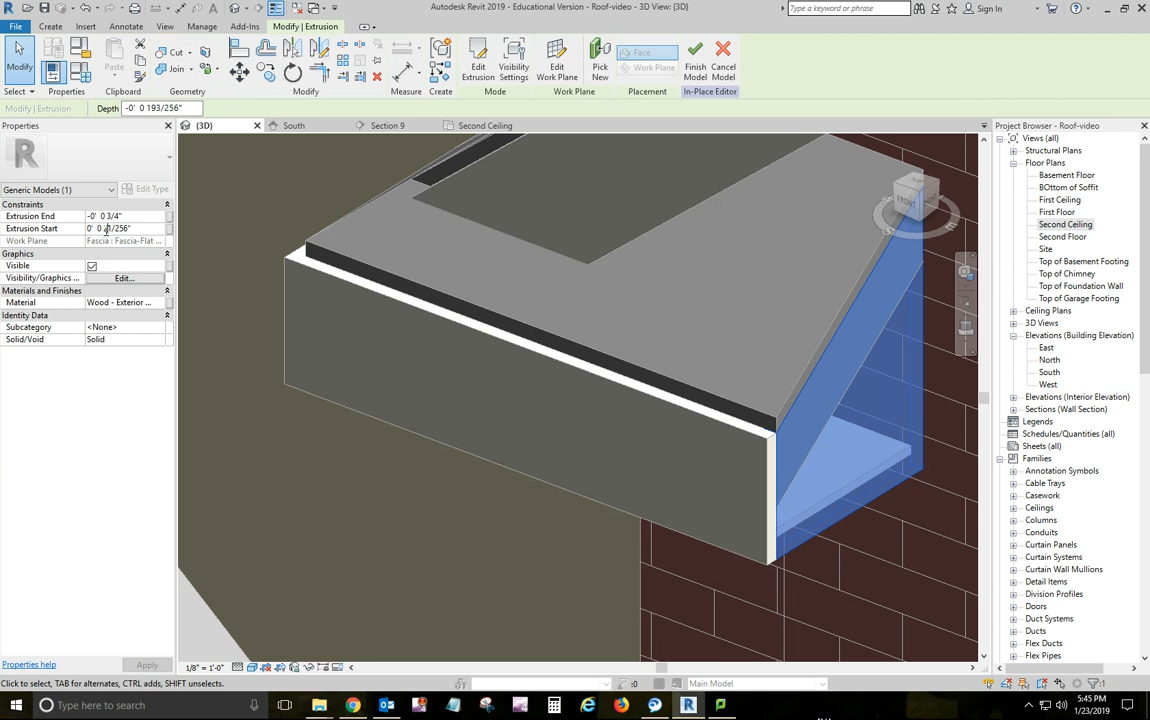 Autodesk Revit 2019 - Educational Version - Roof-video - 3D View: {3D}
Type a keyword or phrase
Sign In
File Create Insert Annotate View Manage Add-Ins Modify | Extrusion
Modify
Paste
Cut
Join
Edit Extrusion
Visibility Settings
Edit Work Plane
Pick New
Face
Work Plane
Finish Model
Cancel Model
Select Properties Clipboard Geometry Modify Measure Create Mode Work Plane Placement In-Place Editor
Modify | Extrusion Depth -0' 0 193/256"
Properties
{3D} South Section 9 Second Ceiling
Generic Models (1) Edit Type
Constraints
Extrusion End -0' 0 3/4"
Extrusion Start
Work Plane Fascia : Fascia-Flat ...
Graphics
Visible
Visibility/Graphics ... Edit...
Materials and Finishes
Material Wood - Exterior ...
Identity Data
Subcategory <None>
Solid/Void Solid
Properties help Apply
FRONT
Project Browser - Roof-video
Views (all)
Structural Plans
Floor Plans
Basement Floor
BOttom of Soffit
First Ceiling
First Floor
Second Ceiling
Second Floor
Site
Top of Basement Footing
Top of Chimney
Top of Foundation Wall
Top of Garage Footing
Ceiling Plans
3D Views
Elevations (Building Elevation)
East
North
South
West
Elevations (Interior Elevation)
Sections (Wall Section)
Legends
Schedules/Quantities (all)
Sheets (all)
Families
Annotation Symbols
Cable Trays
Casework
Ceilings
Columns
Conduits
Curtain Panels
Curtain Systems
Curtain Wall Mullions
Detail Items
Division Profiles
Doors
Duct Systems
Ducts
Flex Ducts
Flex Pipes
1/8" = 1'-0"
Click to select, TAB for alternates, CTRL adds, SHIFT unselects.
:0
Main Model
:1
Type here to search
5:45 PM
1/23/2019